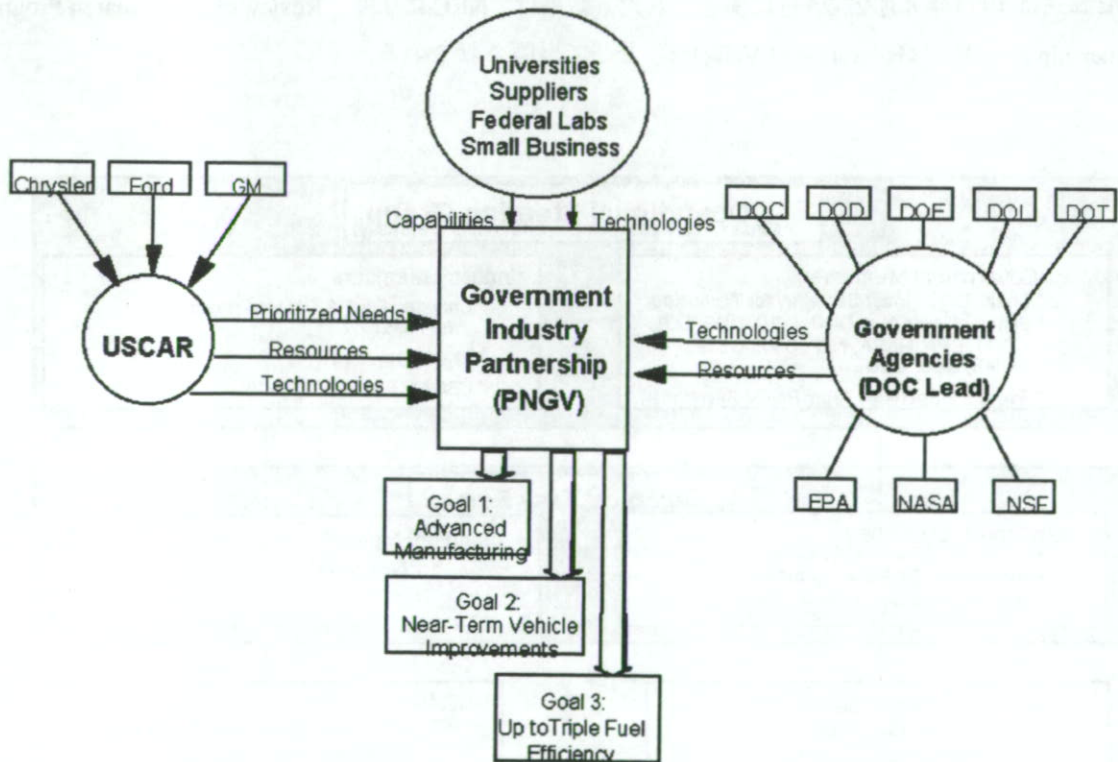 Universities
Suppliers
Federal Labs
Small Business
Chrysler
Ford
GM
DOC
DOD
DOE
DOI
DOT
Capabilities
Technologies
USCAR
Prioritized Needs
Resources
Technologies
Government
Industry
Partnership
(PNGV)
Technologies
Resources
Government
Agencies
(DOC Lead)
EPA
NASA
NSF
Goal 1:
Advanced
Manufacturing
Goal 2:
Near-Term Vehicle
Improvements
Goal 3:
Up toTriple Fuel
Efficiency